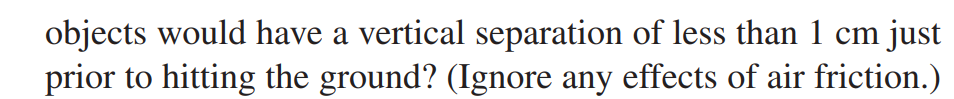 objects would have a vertical separation of less than 1 cm just
prior to hitting the ground? (Ignore any effects of air friction.)